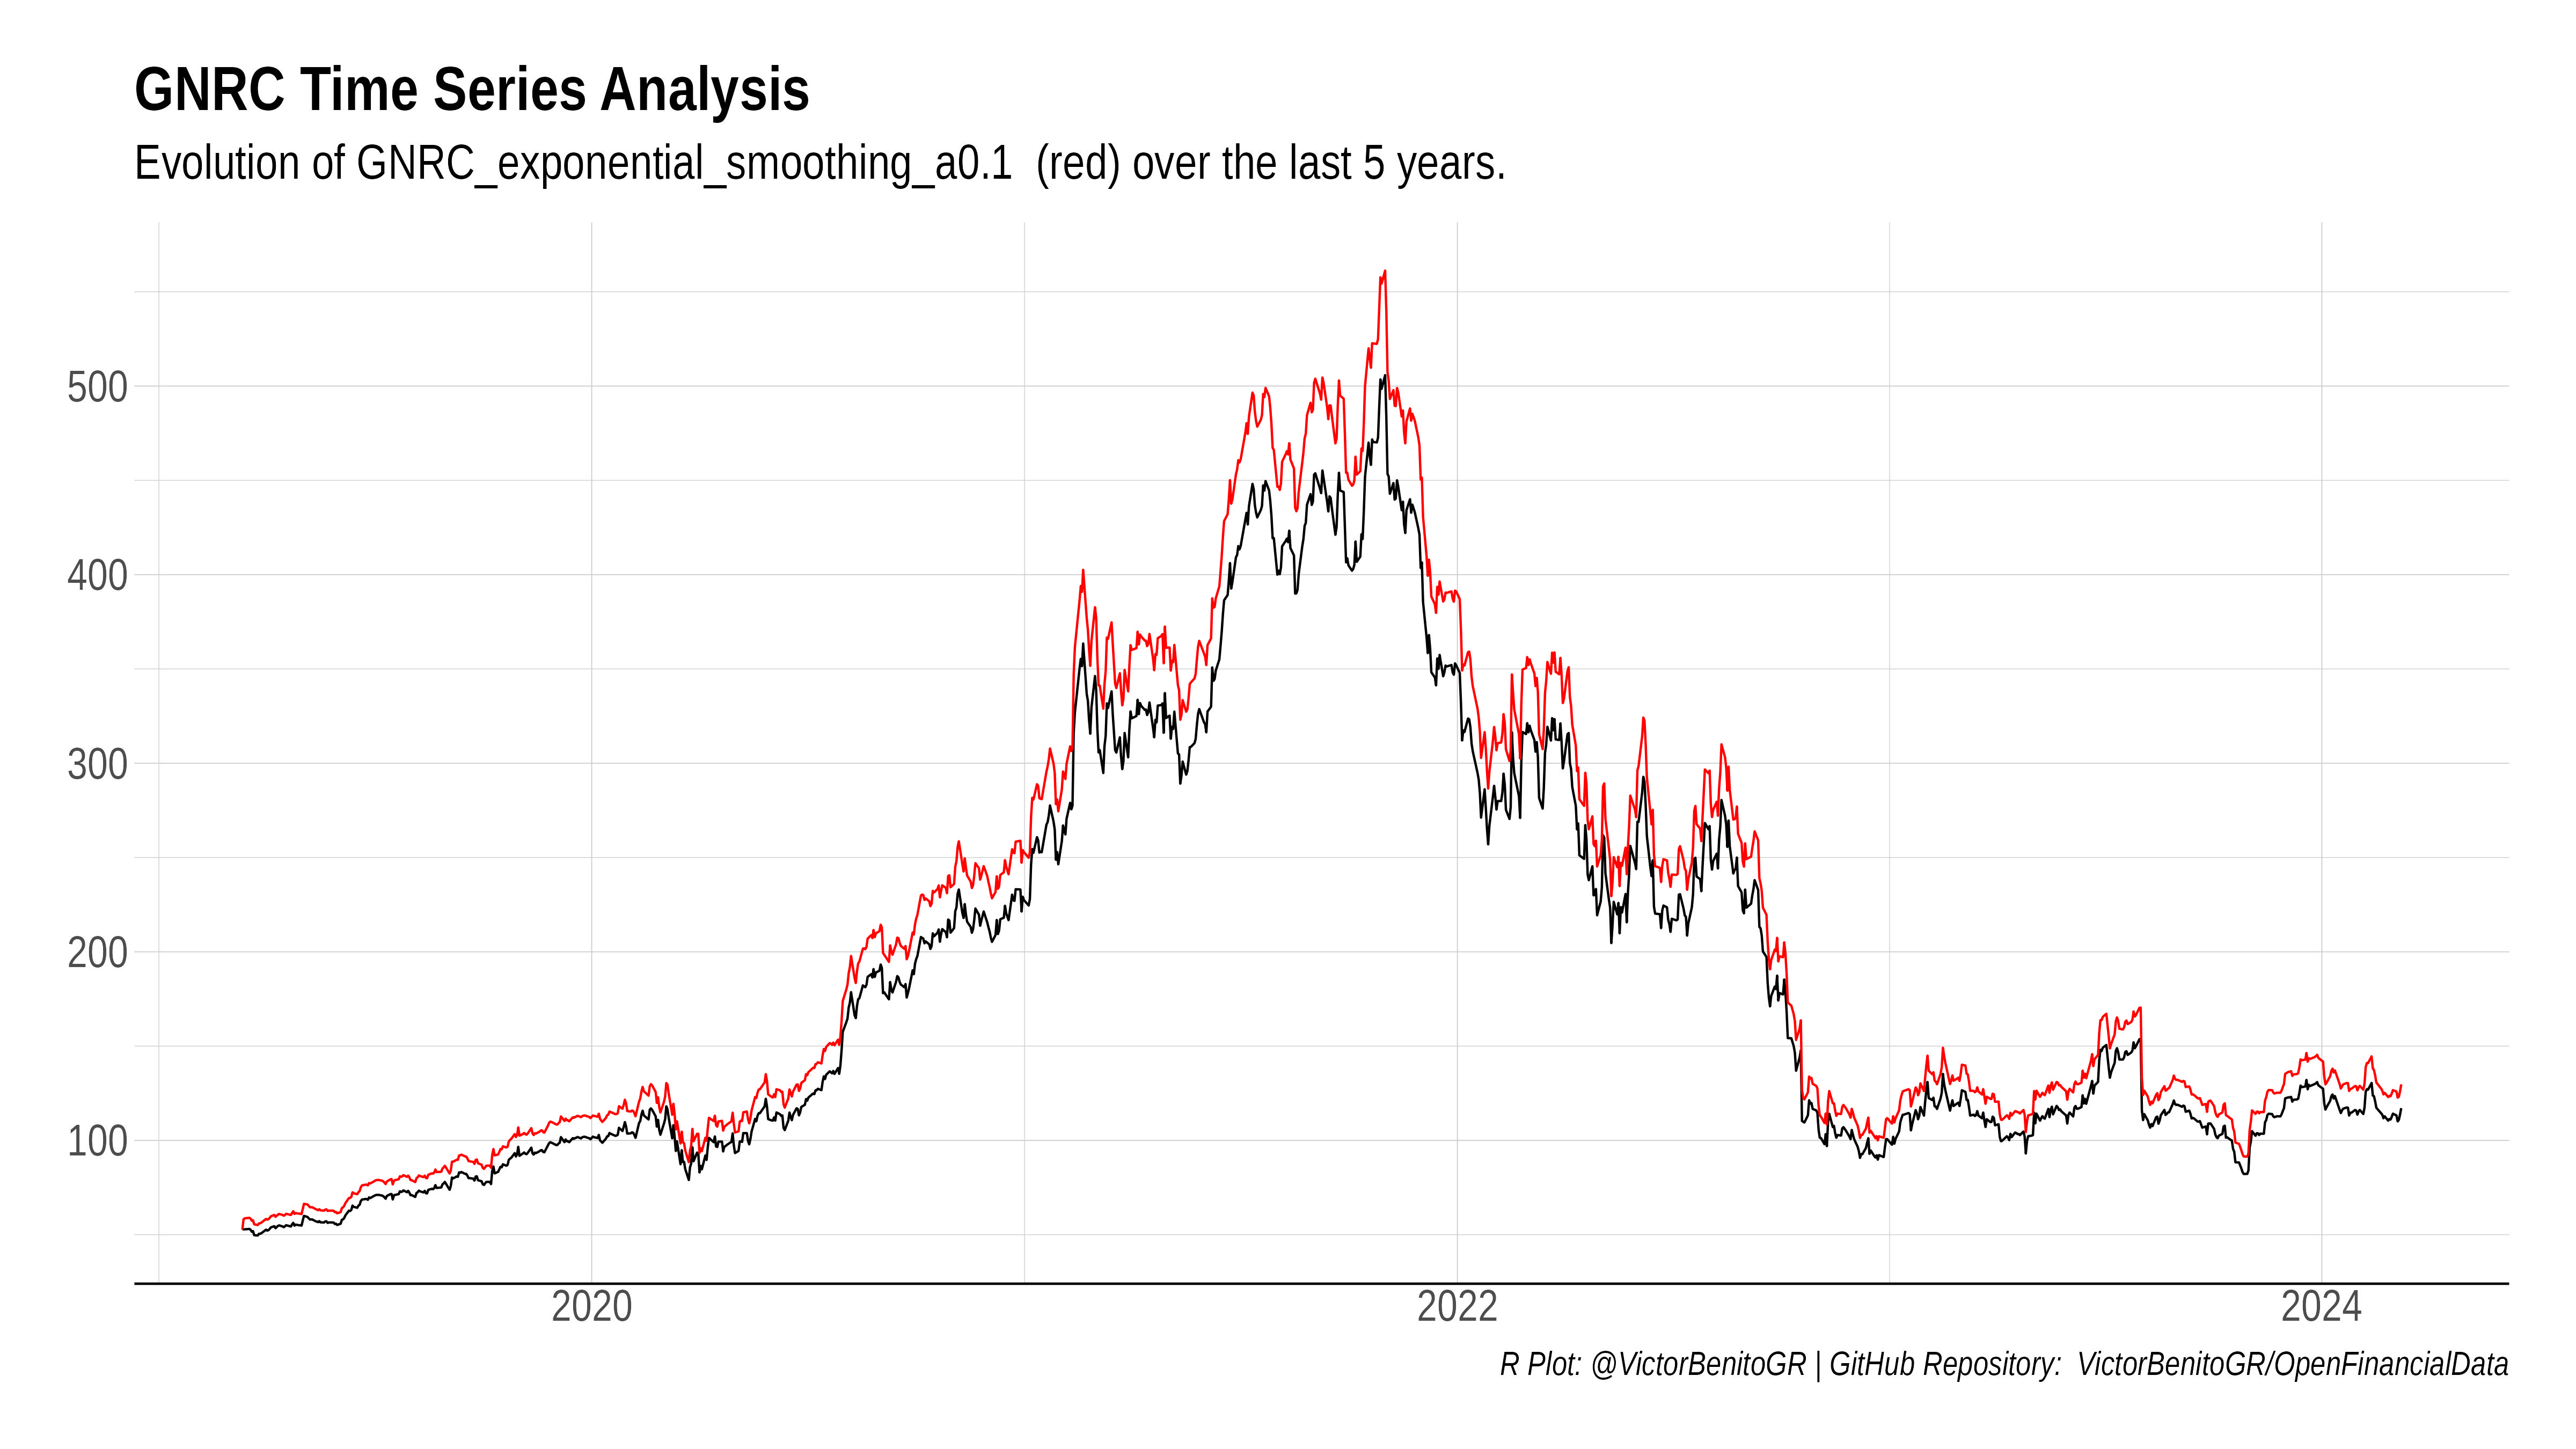 GNRC Time Series Analysis
Evolution of GNRC_exponential_smoothing_a0.1  (red) over the last 5 years.
500
400
300
200
100
2020 2022 2024
R Plot: @VictorBenitoGR | GitHub Repository:  VictorBenitoGR/OpenFinancialData